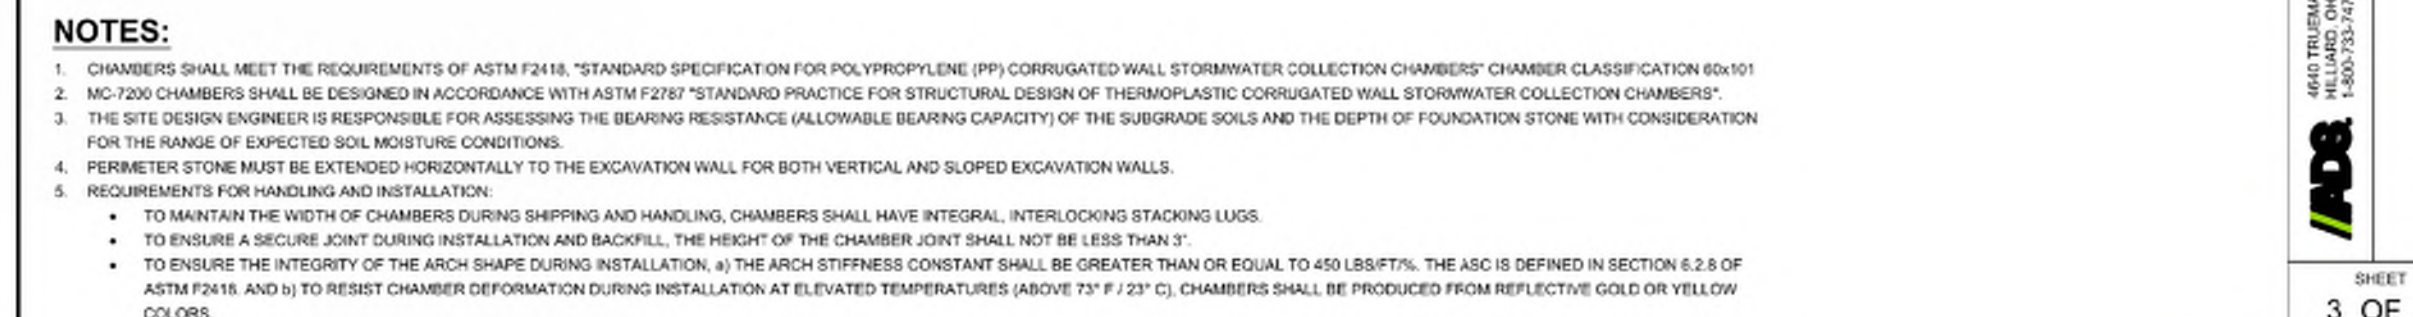 NOTES:
1. CHAMBERS SHALL MEET THE REQUIREMENTS OF ASTM F2418, "STANDARD SPECIFICATION FOR POLYPROPYLENE (PP) CORRUGATED WALL STORMWATER COLLECTION CHAMBERS" CHAMBER CLASSIFICATION 60x101
2. MC-7200 CHAMBERS SHALL BE DESIGNED IN ACCORDANCE WITH ASTM F2787 "STANDARD PRACTICE FOR STRUCTURAL DESIGN OF THERMOPLASTIC CORRUGATED WALL STORMWATER COLLECTION CHAMBERS".
3. THE SITE DESIGN ENGINEER IS RESPONSIBLE FOR ASSESSING THE BEARING RESISTANCE (ALLOWABLE BEARING CAPACITY) OF THE SUBGRADE SOILS AND THE DEPTH OF FOUNDATION STONE WITH CONSIDERATION
FOR THE RANGE OF EXPECTED SOIL MOISTURE CONDITIONS.
4. PERIMETER STONE MUST BE EXTENDED HORIZONTALLY TO THE EXCAVATION WALL FOR BOTH VERTICAL AND SLOPED EXCAVATION WALLS.
5. REQUIREMENTS FOR HANDLING AND INSTALLATION:
• TO MAINTAIN THE WIDTH OF CHAMBERS DURING SHIPPING AND HANDLING, CHAMBERS SHALL HAVE INTEGRAL, INTERLOCKING STACKING LUGS.
• TO ENSURE A SECURE JOINT DURING INSTALLATION AND BACKFILL, THE HEIGHT OF THE CHAMBER JOINT SHALL NOT BE LESS THAN 3".
• TO ENSURE THE INTEGRITY OF THE ARCH SHAPE DURING INSTALLATION, a) THE ARCH STIFFNESS CONSTANT SHALL BE GREATER THAN OR EQUAL TO 450 LBS/FT/%. THE ASC IS DEFINED IN SECTION 6.2.8 OF
ASTM F2418. AND b) TO RESIST CHAMBER DEFORMATION DURING INSTALLATION AT ELEVATED TEMPERATURES (ABOVE 73° F / 23° C), CHAMBERS SHALL BE PRODUCED FROM REFLECTIVE GOLD OR YELLOW
COLORS.
4640 TRUEMA
HILLIARD, OH
1-800-733-747
ADS
SHEET
3 OF